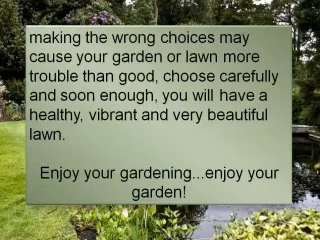 making the wrong choices may
cause your garden or lawn more
trouble than good, choose carefully
and soon enough, you will have a
healthy, vibrant and very beautiful
lawn.
Enjoy your gardening...enjoy your
garden!